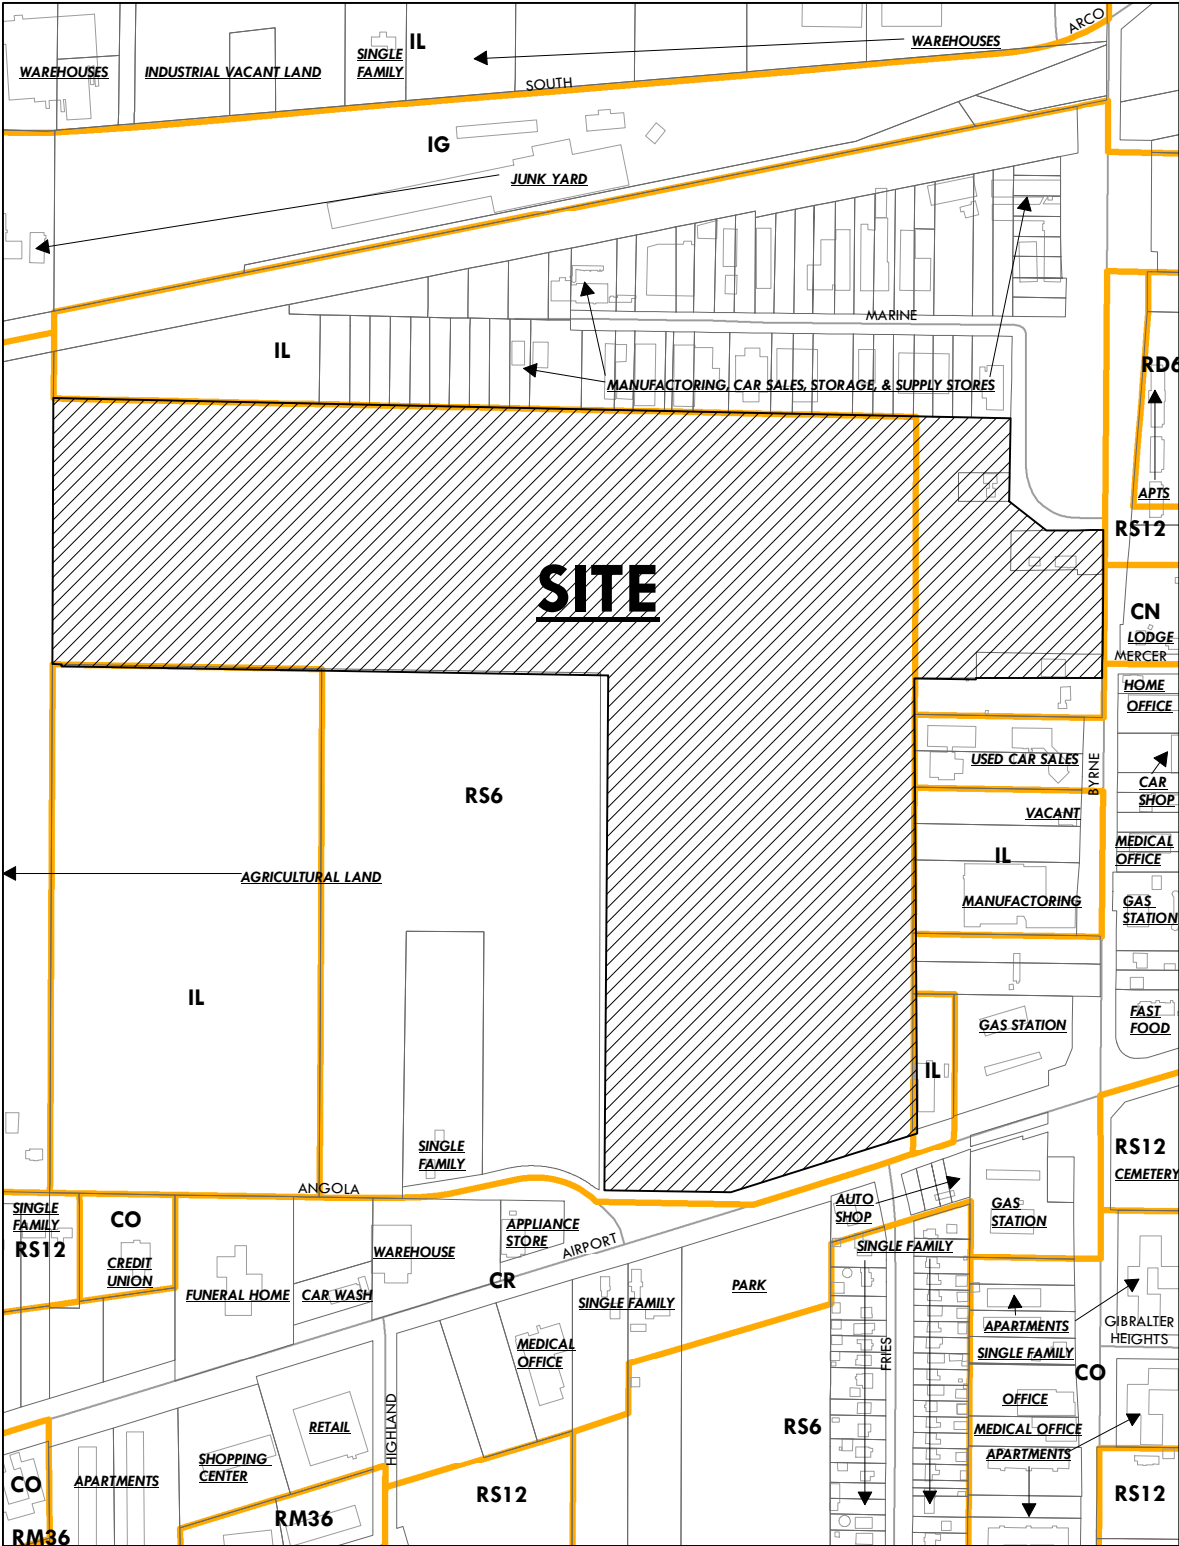 ARCO
IL
WAREHOUSES
SINGLE
FAMILY
WAREHOUSES
INDUSTRIAL VACANT LAND
SOUTH
IG
JUNK YARD
MARINE
IL
RD6
MANUFACTORING, CAR SALES, STORAGE, & SUPPLY STORES
APTS
RS12
SITE
CN
LODGE
MERCER
HOME
OFFICE
USED CAR SALES
BYRNE
CAR
SHOP
RS6
VACANT
MEDICAL
OFFICE
IL
AGRICULTURAL LAND
MANUFACTORING
GAS
STATION
IL
GAS STATION
FAST
FOOD
IL
SINGLE
FAMILY
RS12
CEMETERY
ANGOLA
SINGLE
FAMILY
RS12
CO
CREDIT
UNION
FUNERAL HOME
CAR WASH
WAREHOUSE
APPLIANCE
STORE
AIRPORT
CR
AUTO
SHOP
GAS
STATION
SINGLE FAMILY
SINGLE FAMILY
PARK
APARTMENTS
GIBRALTER
HEIGHTS
MEDICAL
OFFICE
FRIES
SINGLE FAMILY
CO
OFFICE
RETAIL
HIGHLAND
RS6
MEDICAL OFFICE
APARTMENTS
SHOPPING
CENTER
APARTMENTS
CO
RS12
RS12
RM36
RM36